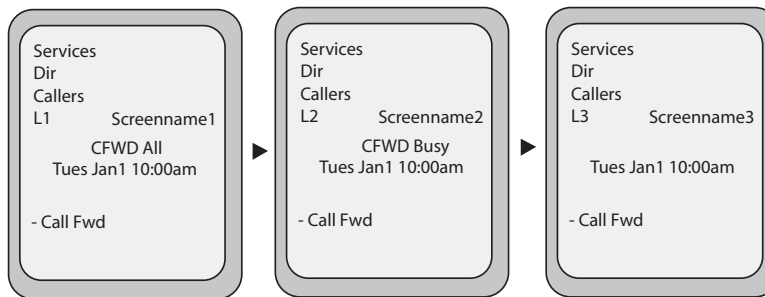 Services
Dir
Callers
L1 Screenname1
CFWD All
Tues Jan1 10:00am
- Call Fwd
Services
Dir
Callers
L2 Screenname2
CFWD Busy
Tues Jan1 10:00am
- Call Fwd
Services
Dir
Callers
L3 Screenname3
Tues Jan1 10:00am
- Call Fwd